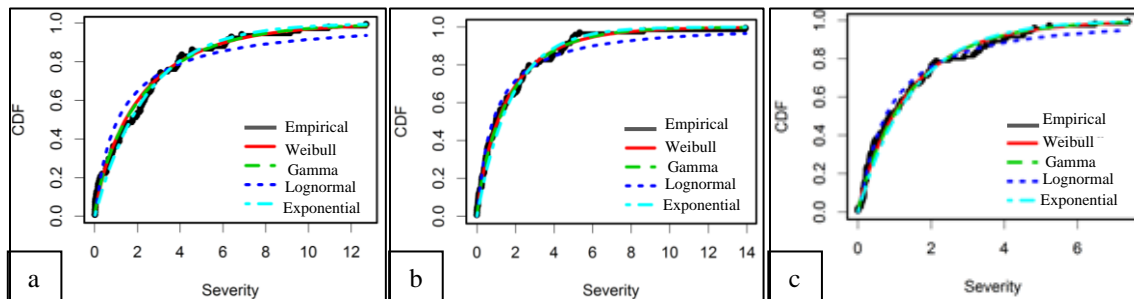 CDF
1.0
0.8
0.6
0.4
0.2
0.0
Empirical
Weibull
Gamma
Lognormal
Exponential
0 2 4 6 8 10 12
Severity
a
CDF
1.0
0.8
0.6
0.4
0.2
0.0
Empirical
Weibull
Gamma
Lognormal
Exponential
0 2 4 6 8 10 12 14
Severity
b
CDF
1.0
0.8
0.6
0.4
0.2
0.0
Empirical
Weibull
Gamma
Lognormal
Exponential
0 2 4 6
Severity
c